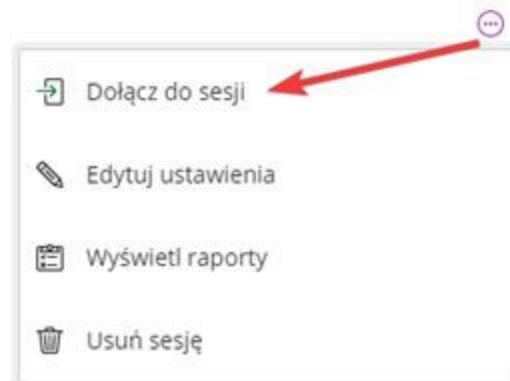 Dołącz do sesji
Edytuj ustawienia
Wyświetl raporty
Usuń sesję